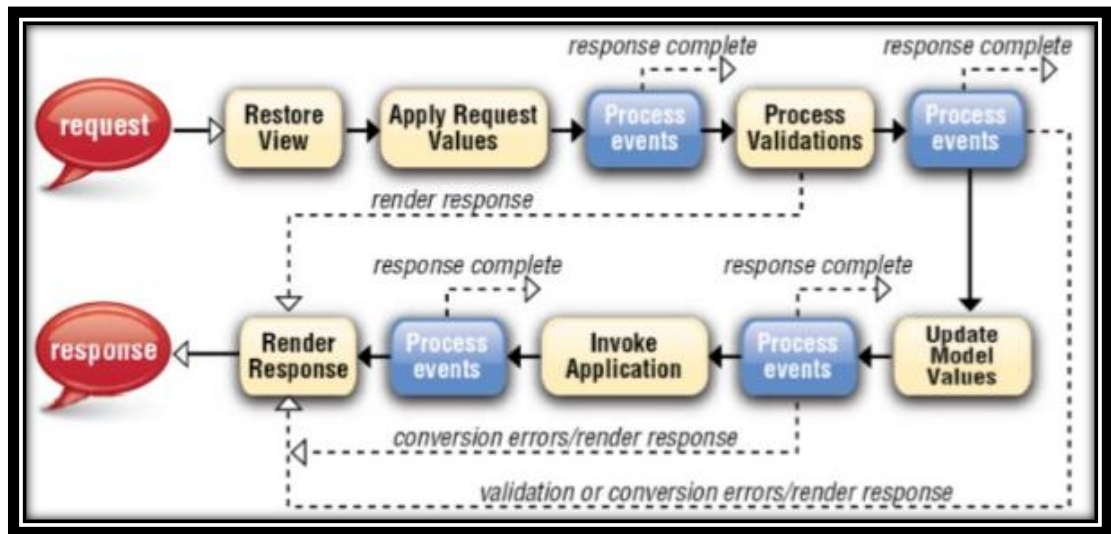 response complete
response complete
request
Restore
View
Apply Request
Values
Process
events
Process
Validations
Process
events
render response
response complete
response complete
response
Render
Response
Process
events
Invoke
Application
Process
events
Update
Model
Values
conversion errors/render response
validation or conversion errors/render response